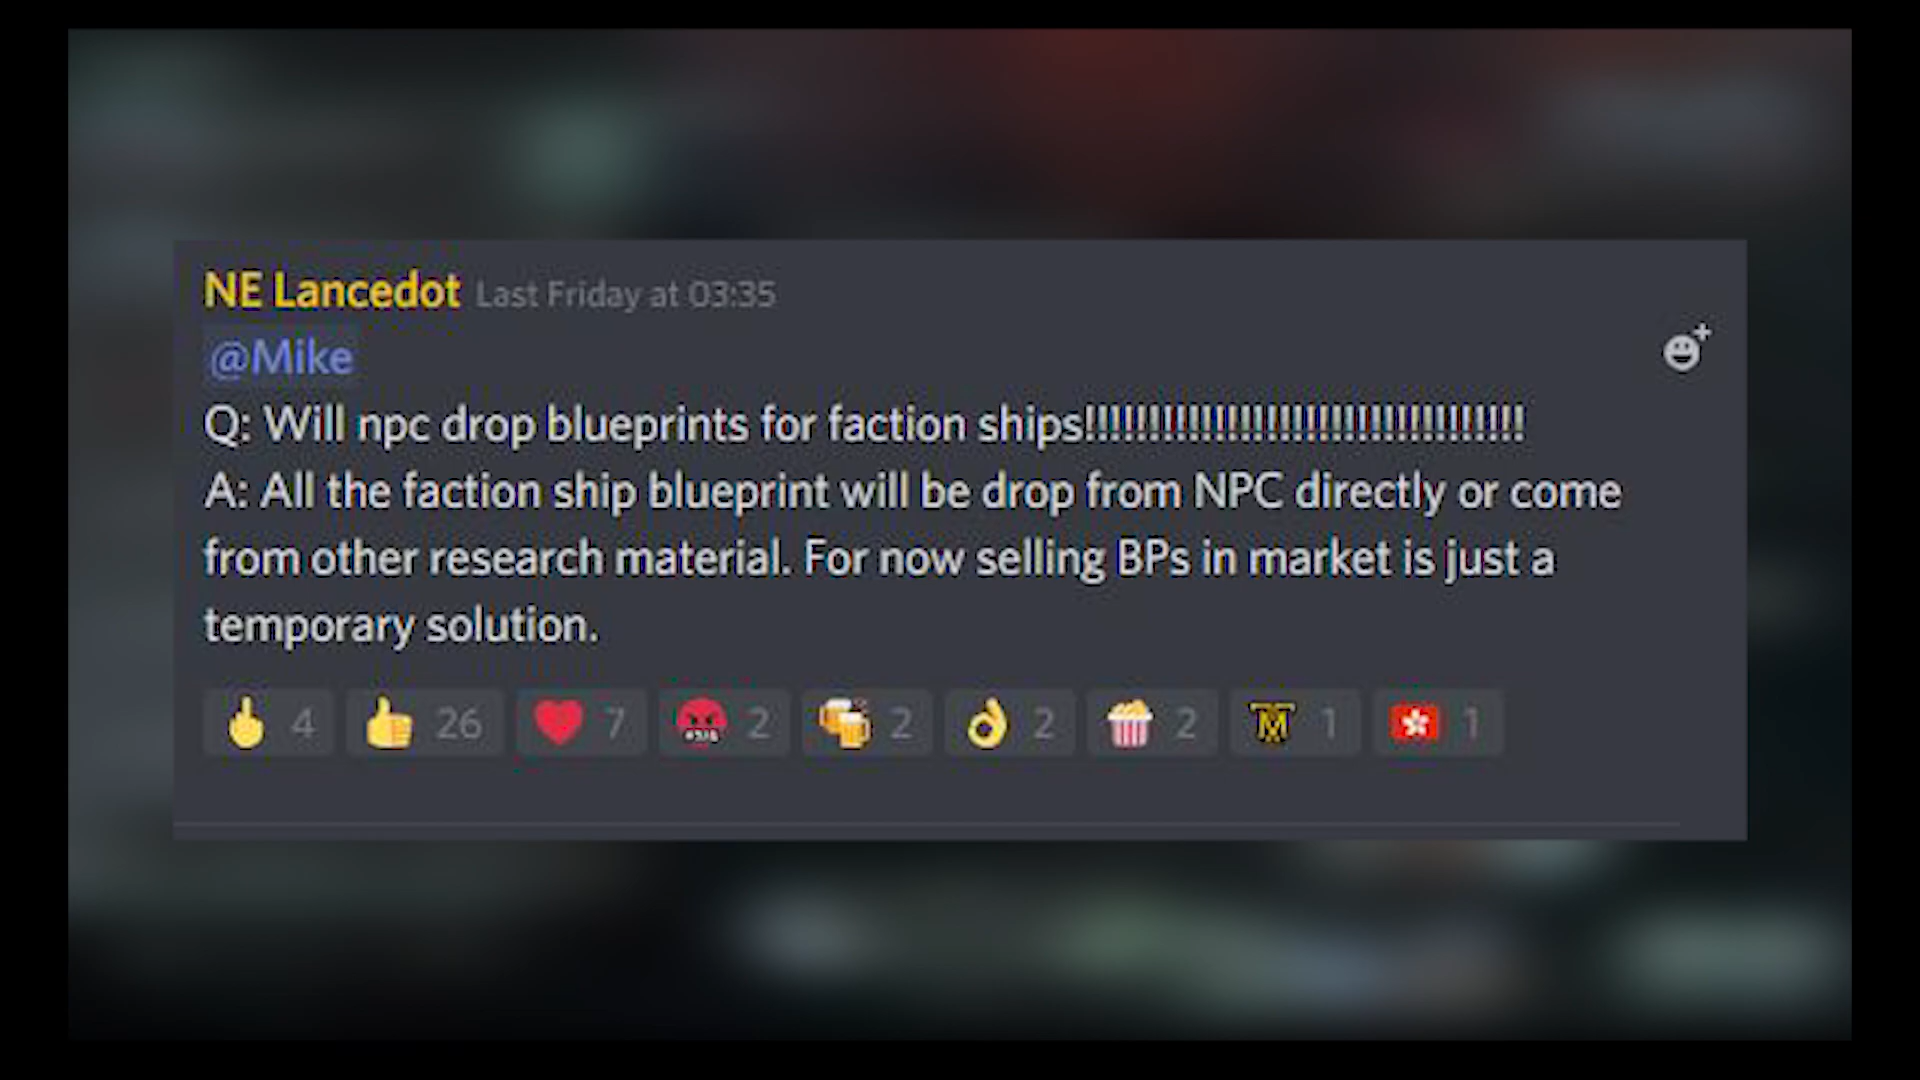 NE Lancedot Last Friday at 03:35
@Mike
Q: Will npc drop blueprints for faction ships!!!!!!!!!!!!!!!!!!!!!!!!!!!!!!!!!!
A: All the faction ship blueprint will be drop from NPC directly or come
from other research material. For now selling BPs in market is just a
temporary solution.
4 26 7 2 2 2 2 1 1